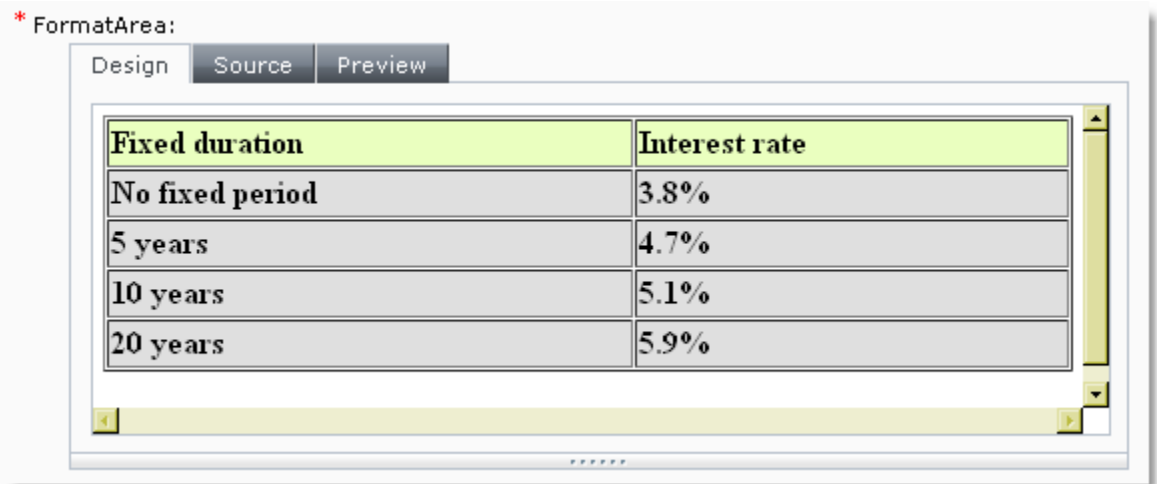 * FormatArea:
Design Source Preview
Fixed duration Interest rate
No fixed period 3.8%
5 years 4.7%
10 years 5.1%
20 years 5.9%